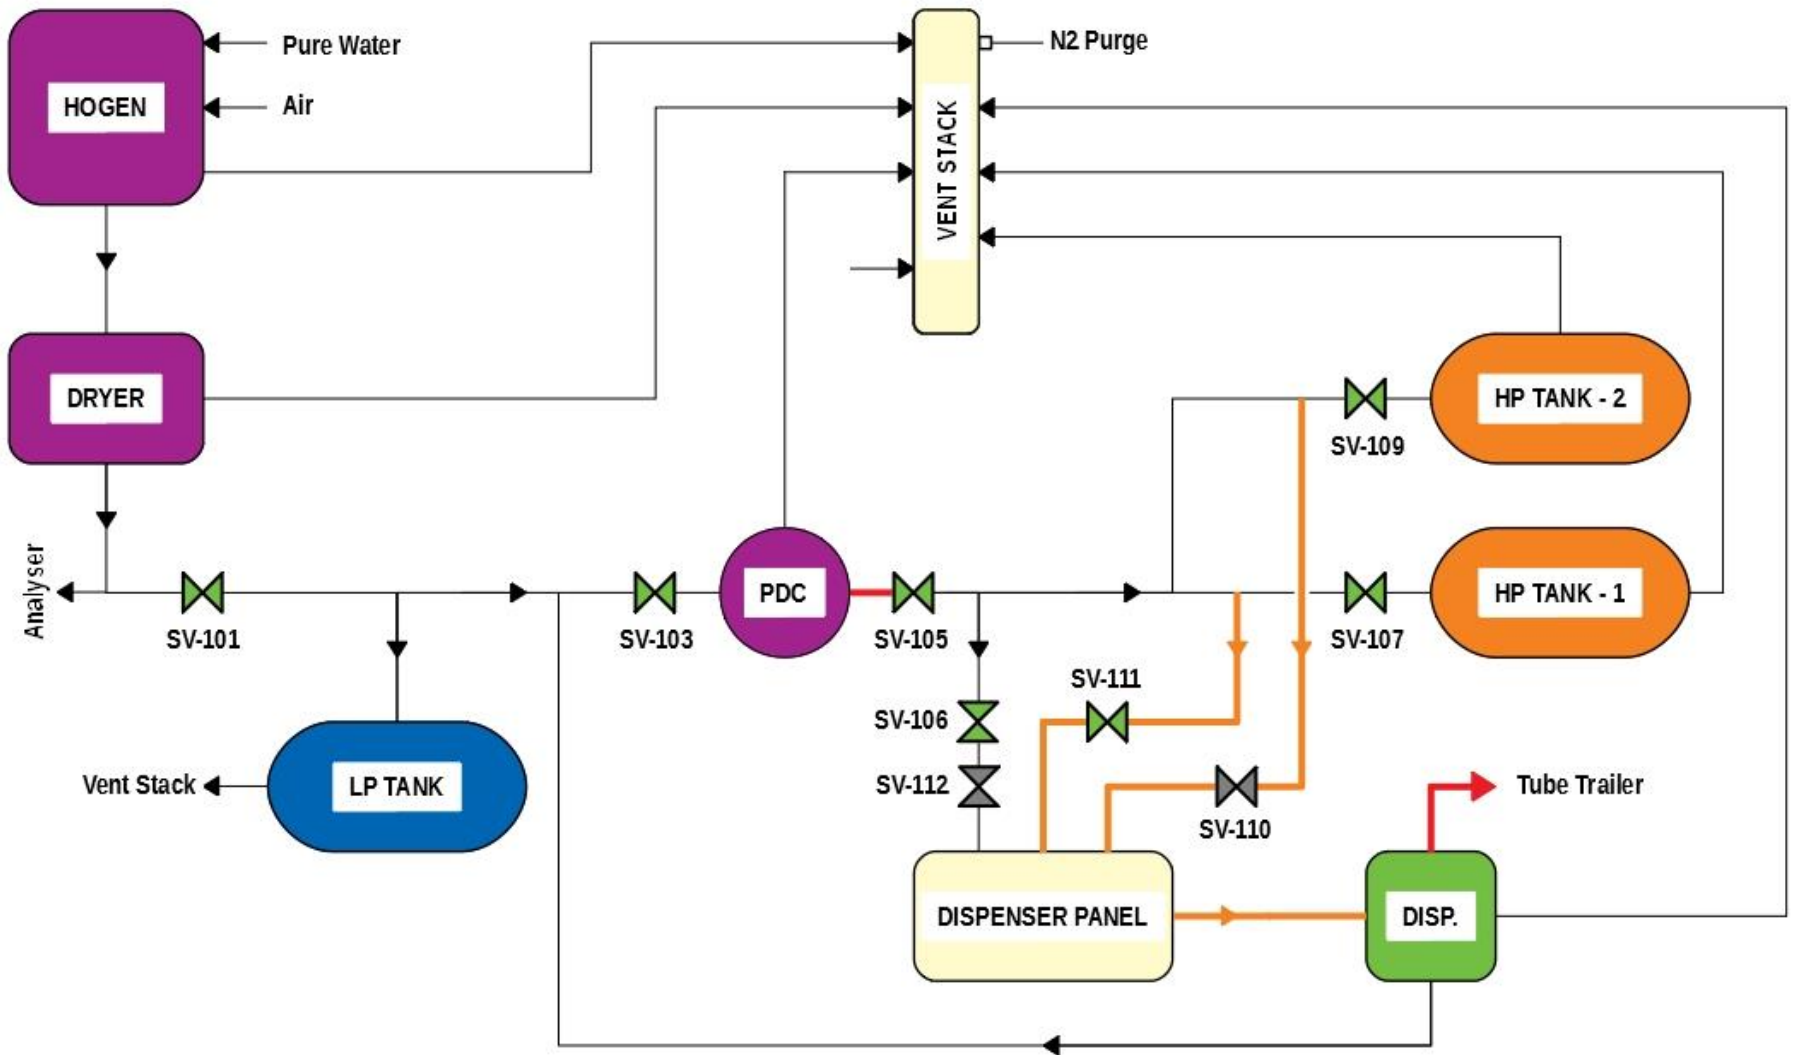 Pure Water
N2 Purge
HOGEN
Air
VENT STACK
DRYER
HP TANK - 2
SV-109
Analyser
PDC
HP TANK - 1
SV-101
SV-103
SV-105
SV-107
SV-111
SV-106
Vent Stack
LP TANK
SV-112
Tube Trailer
SV-110
DISPENSER PANEL
DISP.